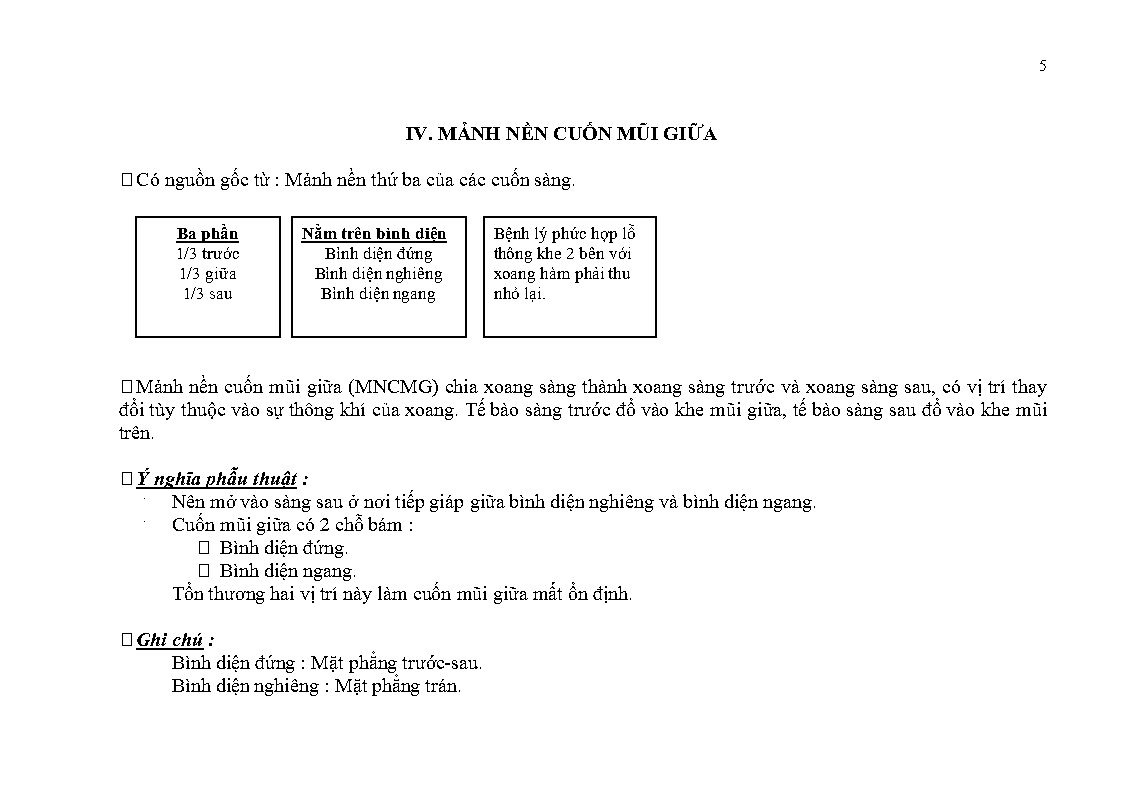 5
IV. MẢNH NỀN CUỐN MŨI GIỮA
Có nguồn gốc từ : Mảnh nền thứ ba của các cuốn sàng.
Ba phần
1/3 trước
1/3 giữa
1/3 sau
Nằm trên bình diện
Bình diện đứng
Bình diện nghiêng
Bình diện ngang
Bệnh lý phức hợp lỗ
thông khe 2 bên với
xoang hàm phải thu
nhỏ lại.
Mảnh nền cuốn mũi giữa (MNCMG) chia xoang sàng thành xoang sàng trước và xoang sàng sau, có vị trí thay
đổi tùy thuộc vào sự thông khí của xoang. Tế bào sàng trước đổ vào khe mũi giữa, tế bào sàng sau đổ vào khe mũi
trên.
Ý nghĩa phẫu thuật :
· Nên mở vào sàng sau ở nơi tiếp giáp giữa bình diện nghiêng và bình diện ngang.
· Cuốn mũi giữa có 2 chỗ bám :
Bình diện đứng.
Bình diện ngang.
Tổn thương hai vị trí này làm cuốn mũi giữa mất ổn định.
Ghi chú :
Bình diện đứng : Mặt phẳng trước-sau.
Bình diện nghiêng : Mặt phẳng trán.